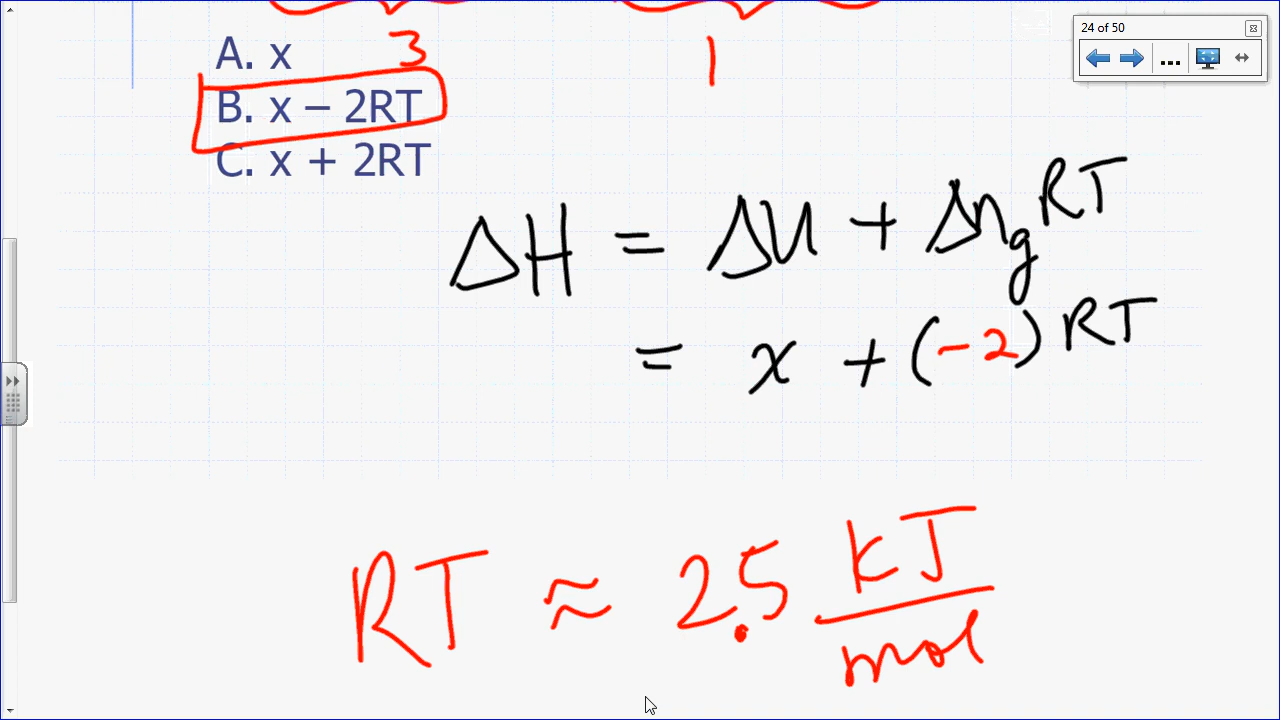 24 of 50
A. x 3 1
B. x – 2RT
C. x + 2RT
ΔH = ΔU + Δn_g RT
= x + (-2) RT
RT ≈ 2.5 kJ/mol